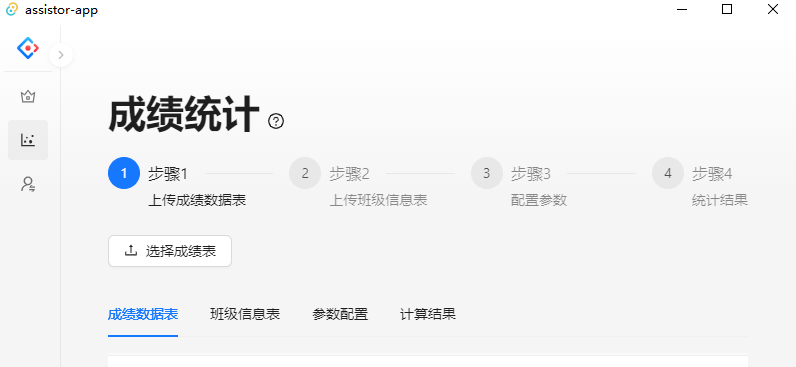 assistor-app
成绩统计
1 步骤1 2 步骤2 3 步骤3 4 步骤4
上传成绩数据表 上传班级信息表 配置参数 统计结果
选择成绩表
成绩数据表 班级信息表 参数配置 计算结果